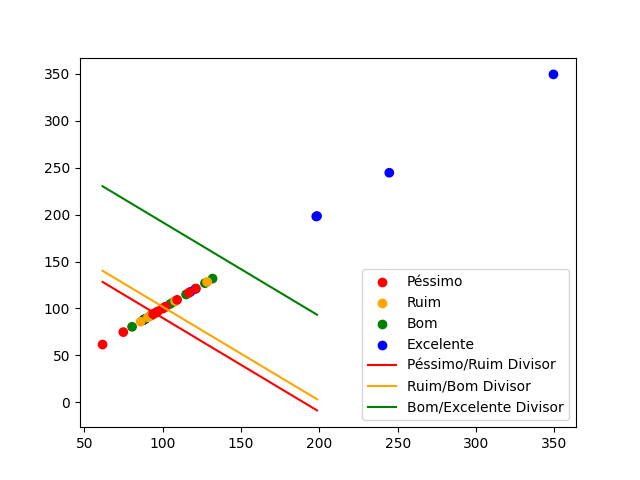 350
300
250
200
150
100
50
0
50 100 150 200 250 300 350
Péssimo
Ruim
Bom
Excelente
Péssimo/Ruim Divisor
Ruim/Bom Divisor
Bom/Excelente Divisor